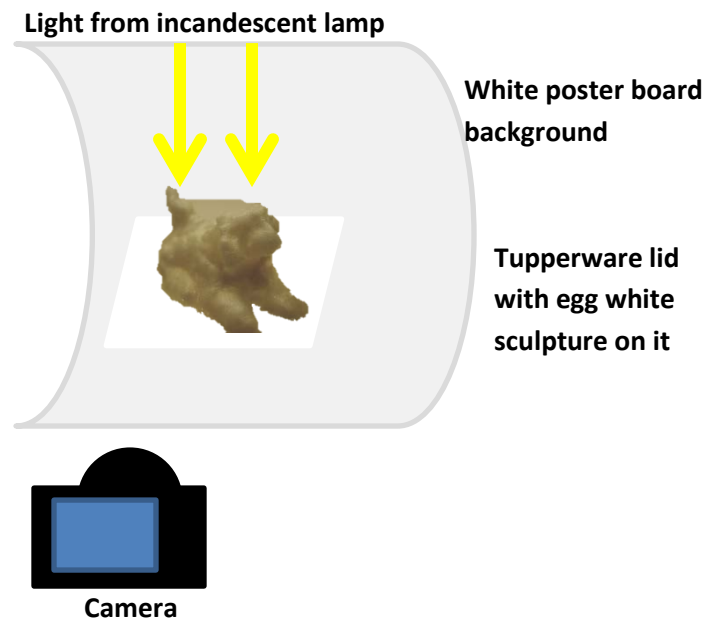 Light from incandescent lamp
White poster board
background
Tupperware lid
with egg white
sculpture on it
Camera